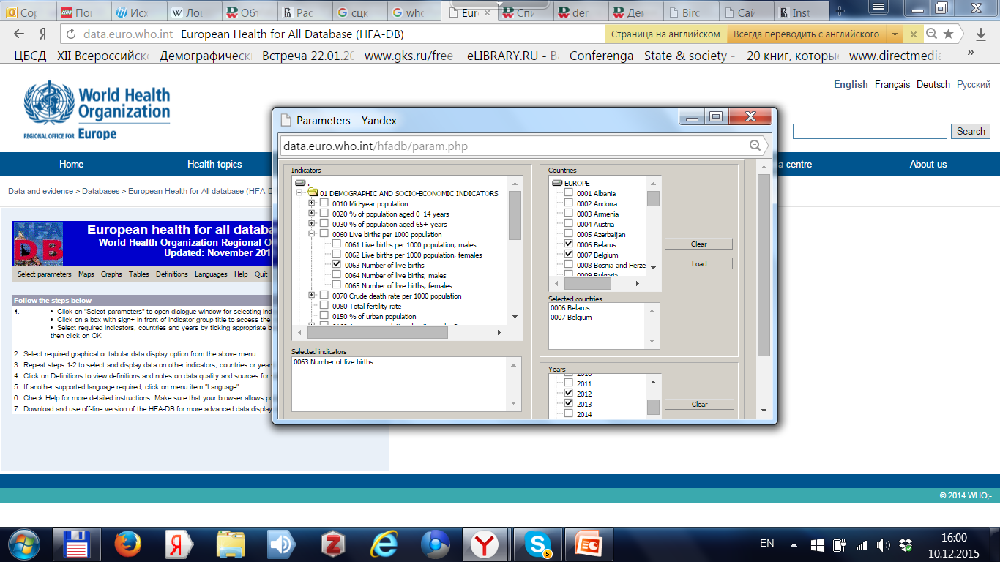 Сор
Пои
Исх
Лоц
Об
Рас
сцк
whо
Eur
Спи
der
Де
Birc
Сай
Inst
data.euro.who.int European Health for All Database (HFA-DB)
Страница на английском
Всегда переводить с английского
ЦБСД
XII Всероссийск
Демографическ
Встреча 22.01.20
www.gks.ru/free_
eLIBRARY.RU - В
Conferenga
State & society -
20 книг, которы
www.directmedia
»
World Health
Organization
REGIONAL OFFICE FOR Europe
English Français Deutsch Русский
Search
Home
Health topics
a centre
About us
Data and evidence > Databases > European Health for All database (HFA-D
HFA
DB
European health for all databa
World Health Organization Regional O
Updated: November 201
Select parameters Maps Graphs Tables Definitions Languages Help Quit
Follow the steps below
1.
• Click on "Select parameters" to open dialogue window for selecting ind
• Click on a box with sign+ in front of indicator group title to access the
• Select required indicators, countries and years by ticking appropriate b
then click on OK
2. Select required graphical or tabular data display option from the above menu
3. Repeat steps 1-2 to select and display data on other indicators, countries or year
4. Click on Definitions to view definitions and notes on data quality and sources for
5. If another supported language required, click on menu item "Language"
6. Check Help for more detailed instructions. Make sure that your browser allows po
7. Download and use off-line version of the HFA-DB for more advanced data display
Parameters – Yandex
data.euro.who.int/hfadb/param.php
Indicators
.
01 DEMOGRAPHIC AND SOCIO-ECONOMIC INDICATORS
0010 Mid-year population
0020 % of population aged 0–14 years
0030 % of population aged 65+ years
0060 Live births per 1000 population
0061 Live births per 1000 population, males
0062 Live births per 1000 population, females
0063 Number of live births
0064 Number of live births, males
0065 Number of live births, females
0070 Crude death rate per 1000 population
0080 Total fertility rate
0150 % of urban population
Selected indicators
0063 Number of live births
Countries
EUROPE
0001 Albania
0002 Andorra
0003 Armenia
0004 Austria
0005 Azerbaijan
0006 Belarus
0007 Belgium
0008 Bosnia and Herze
0009 Bulgaria
Clear
Load
Selected countries
0006 Belarus
0007 Belgium
Years
2010
2011
2012
2013
2014
Clear
© 2014 WHO;-
5
EN
16:00
10.12.2015